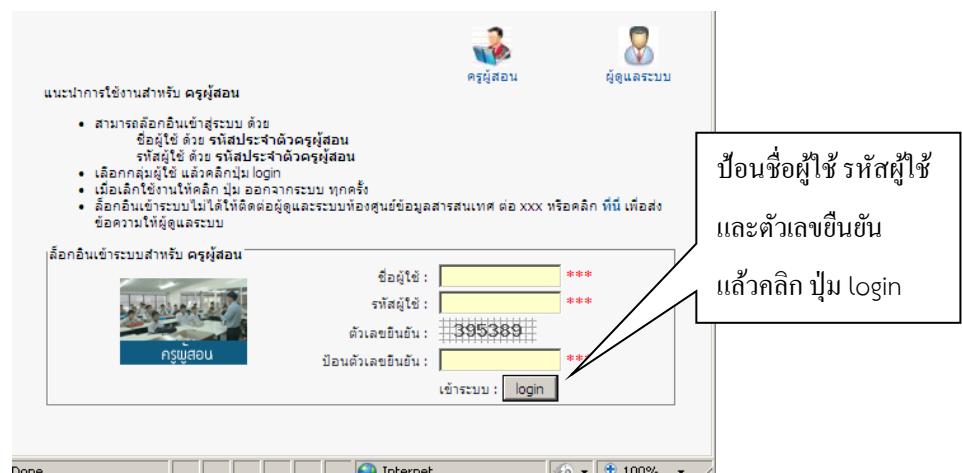 ครูผู้สอน ผู้ดูแลระบบ
แนะนำการใช้งานสำหรับ ครูผู้สอน
• สามารถล๊อกอินเข้าสู่ระบบ ด้วย
ชื่อผู้ใช้ ด้วย รหัสประจำตัวครูผู้สอน
รหัสผู้ใช้ ด้วย รหัสประจำตัวครูผู้สอน
• เลือกกลุ่มผู้ใช้ แล้วคลิกปุ่ม login
• เมื่อเลิกใช้งานให้คลิก ปุ่ม ออกจากระบบ ทุกครั้ง
• ล็อกอินเข้าระบบไม่ได้ให้ติดต่อผู้ดูและระบบห้องศูนย์ข้อมูลสารสนเทศ ต่อ xxx หรือคลิก ที่นี่ เพื่อส่ง
ข้อความให้ผู้ดูแลระบบ
ล็อกอินเข้าระบบสำหรับ ครูผู้สอน
ครูผู้สอน
ชื่อผู้ใช้ : ***
รหัสผู้ใช้ : ***
ตัวเลขยืนยัน : 395389
ป้อนตัวเลขยืนยัน : ***
เข้าระบบ : login
ป้อนชื่อผู้ใช้ รหัสผู้ใช้
และตัวเลขยืนยัน
แล้วคลิก ปุ่ม login
Done Internet 100%